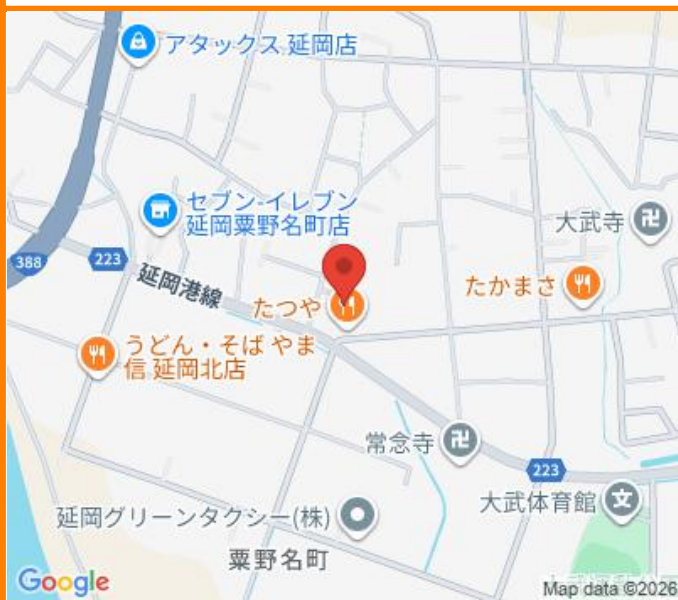 アタックス 延岡店
セブン-イレブン
延岡粟野名町店
大武寺
388
223
延岡港線
たかまさ
たつや
うどん・そば やま
信 延岡北店
常念寺
223
大武体育館
延岡グリーンタクシー(株)
粟野名町
Google
Map data ©2026